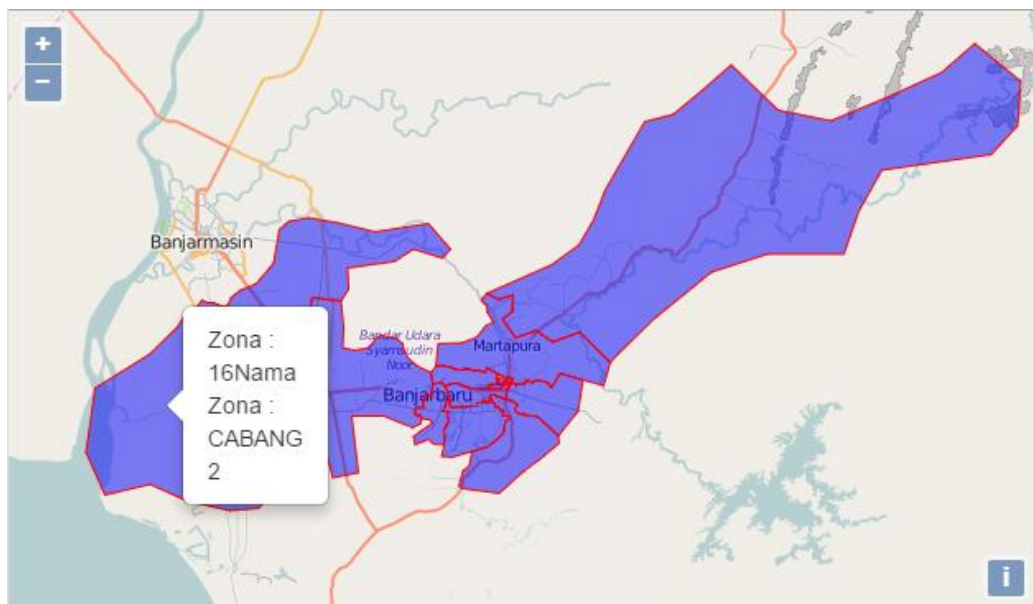 +
−
Banjarmasin
Zona :
16Nama
Zona :
CABANG
2
Bandar Udara
Syamsudin
Noor
Martapura
Banjarbaru
i